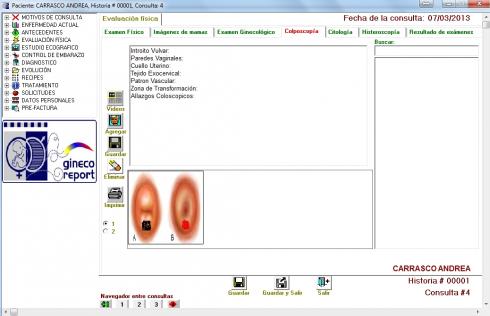 Paciente: CARRASCO ANDREA, Historia # 00001, Consulta 4
MOTIVOS DE CONSULTA
ENFERMEDAD ACTUAL
ANTECEDENTES
EVALUACIÓN FÍSICA
ESTUDIO ECOGRAFICO
CONTROL DE EMBARAZO
DIAGNOSTICO
EVOLUCIÓN
RECIPES
TRATAMIENTO
SOLICITUDES
DATOS PERSONALES
PRE-FACTURA
gineco
report
Evaluación física
Fecha de la consulta: 07/03/2013
Examen Físico
Imágenes de mamas
Examen Ginecológico
Colposcopía
Citología
Histeroscopía
Resultado de exámenes
Introito Vulvar:
Paredes Vaginales:
Cuello Uterino:
Tejido Exocervical:
Patron Vascular:
Zona de Transformación:
Allazgos Coloscopicos:
Buscar:
Videos
Agregar
Guardar
Eliminar
Imprimir
1
2
A
B
CARRASCO ANDREA
Historia # 00001
Consulta #4
Guardar
Guardar y Salir
Salir
Navegador entre consultas
1
2
3